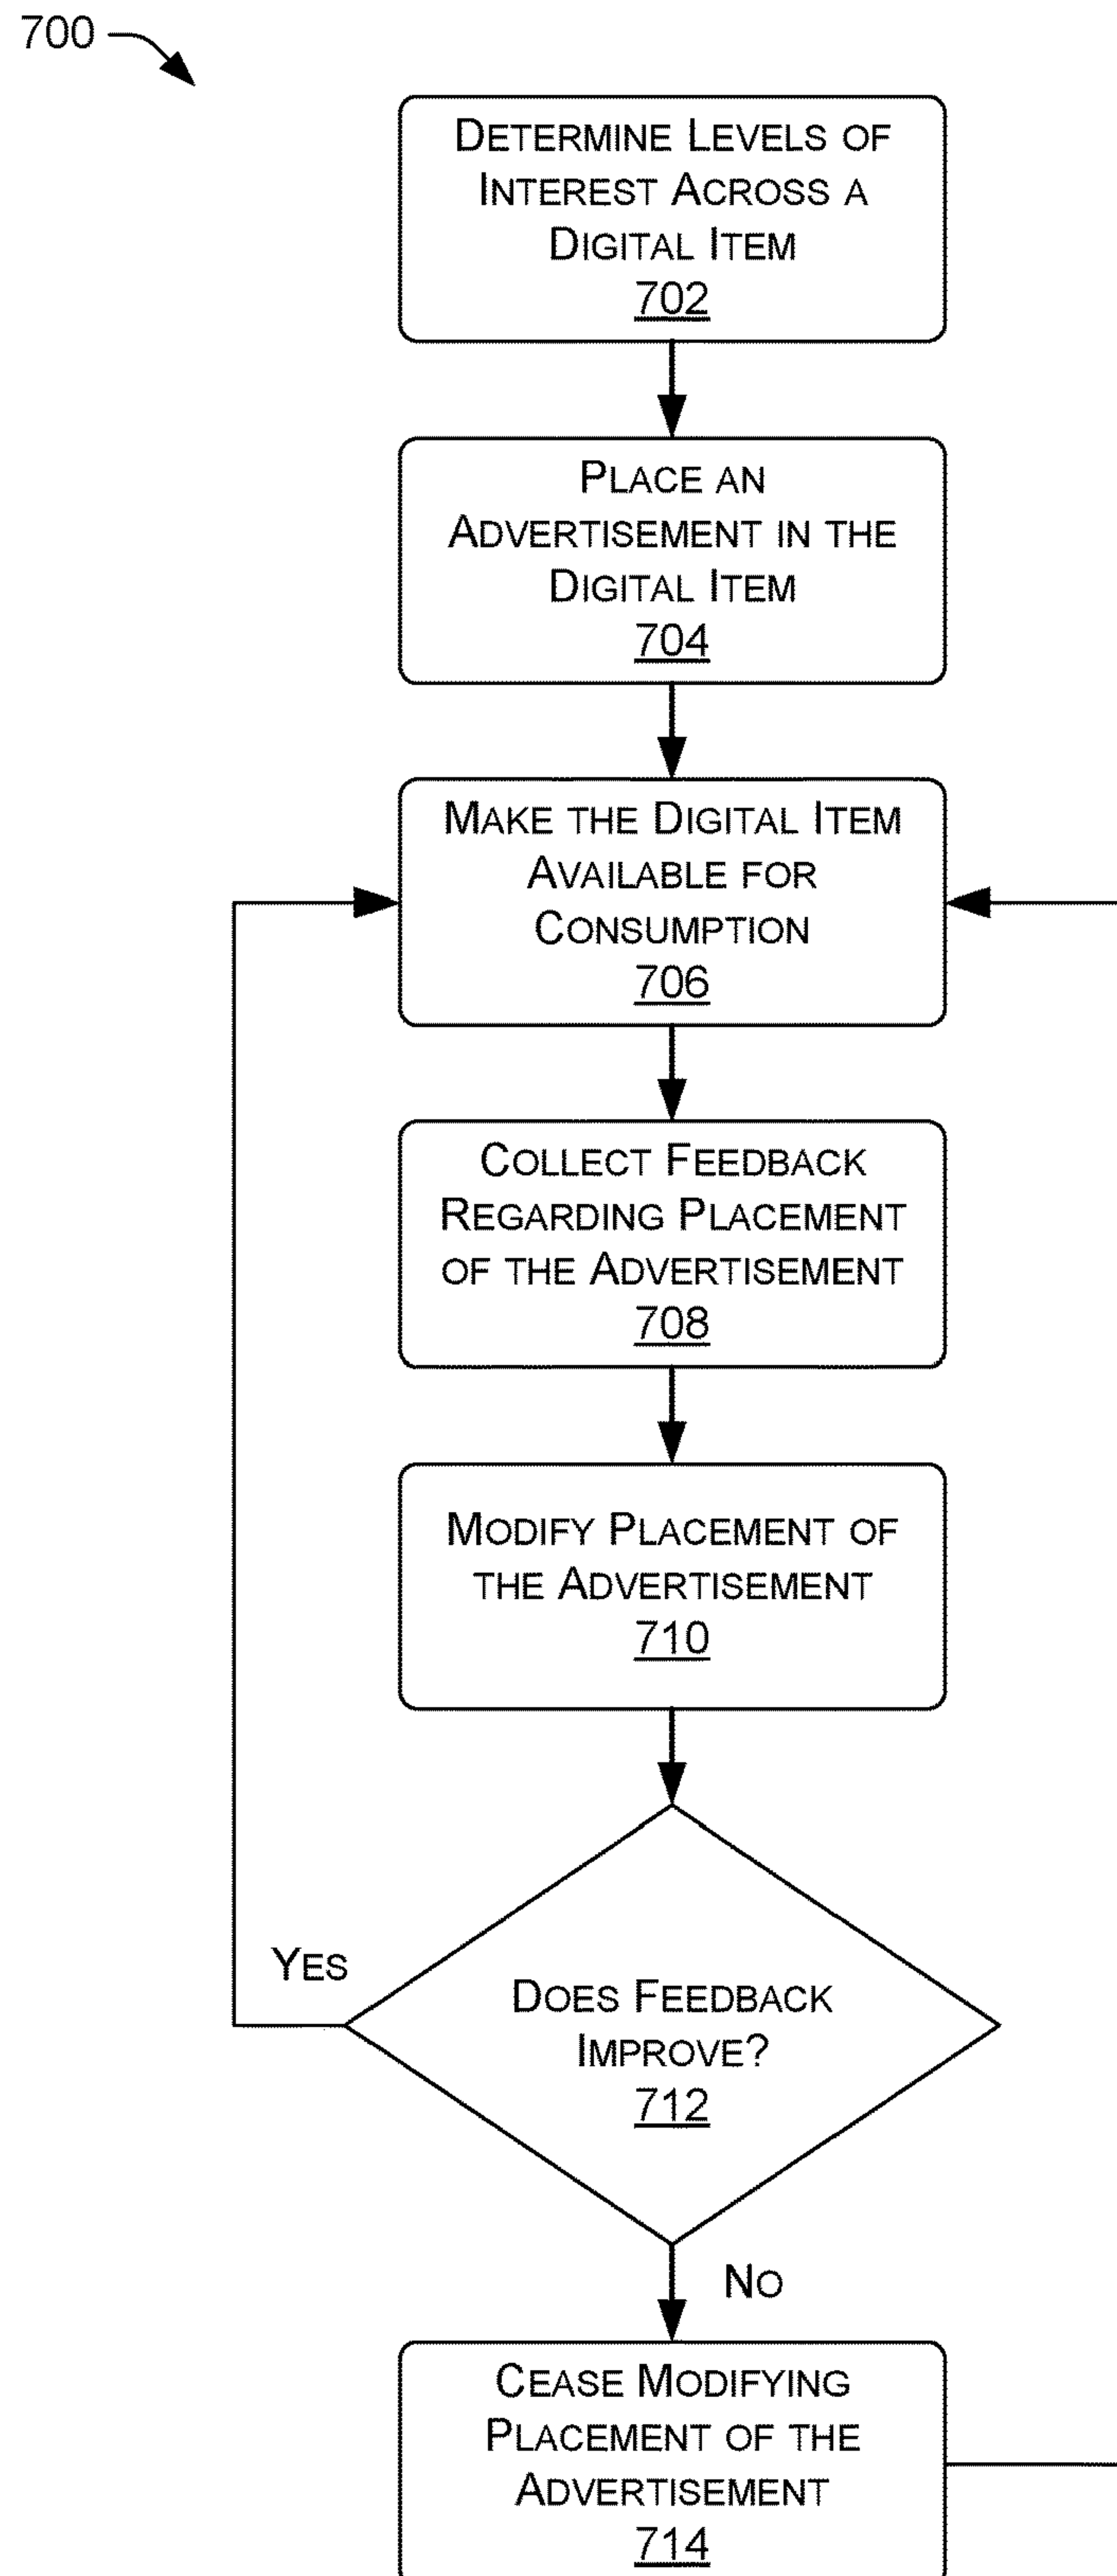 700
Determine Levels of
Interest Across a
Digital Item
702
Place an
Advertisement in the
Digital Item
704
Make the Digital Item
Available for
Consumption
706
Collect Feedback
Regarding Placement
of the Advertisement
708
Modify Placement of
the Advertisement
710
Yes
Does Feedback
Improve?
712
No
Cease Modifying
Placement of the
Advertisement
714